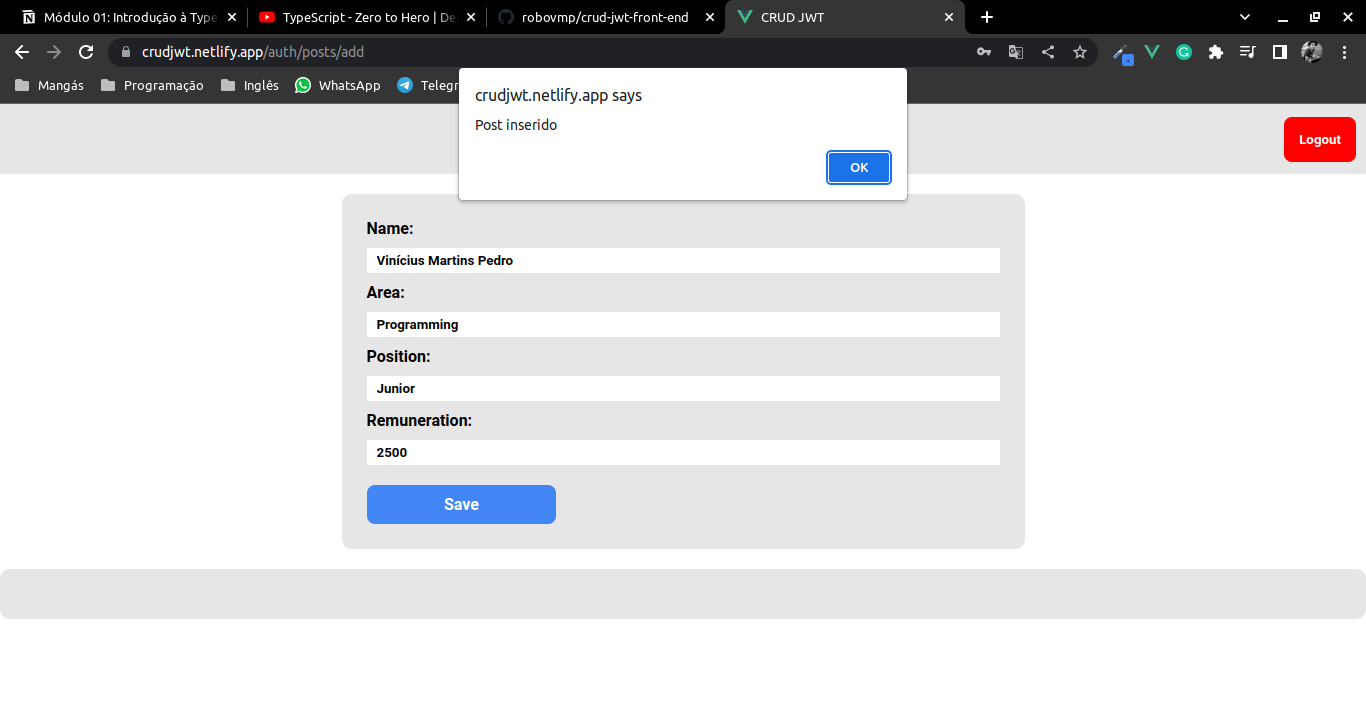 Módulo 01: Introdução à Type
TypeScript - Zero to Hero | De
robovmp/crud-jwt-front-end
CRUD JWT
crudjwt.netlify.app/auth/posts/add
Mangás
Programação
Inglês
WhatsApp
Telegr
crudjwt.netlify.app says
Post inserido
OK
Logout
Name:
Vinícius Martins Pedro
Area:
Programming
Position:
Junior
Remuneration:
2500
Save